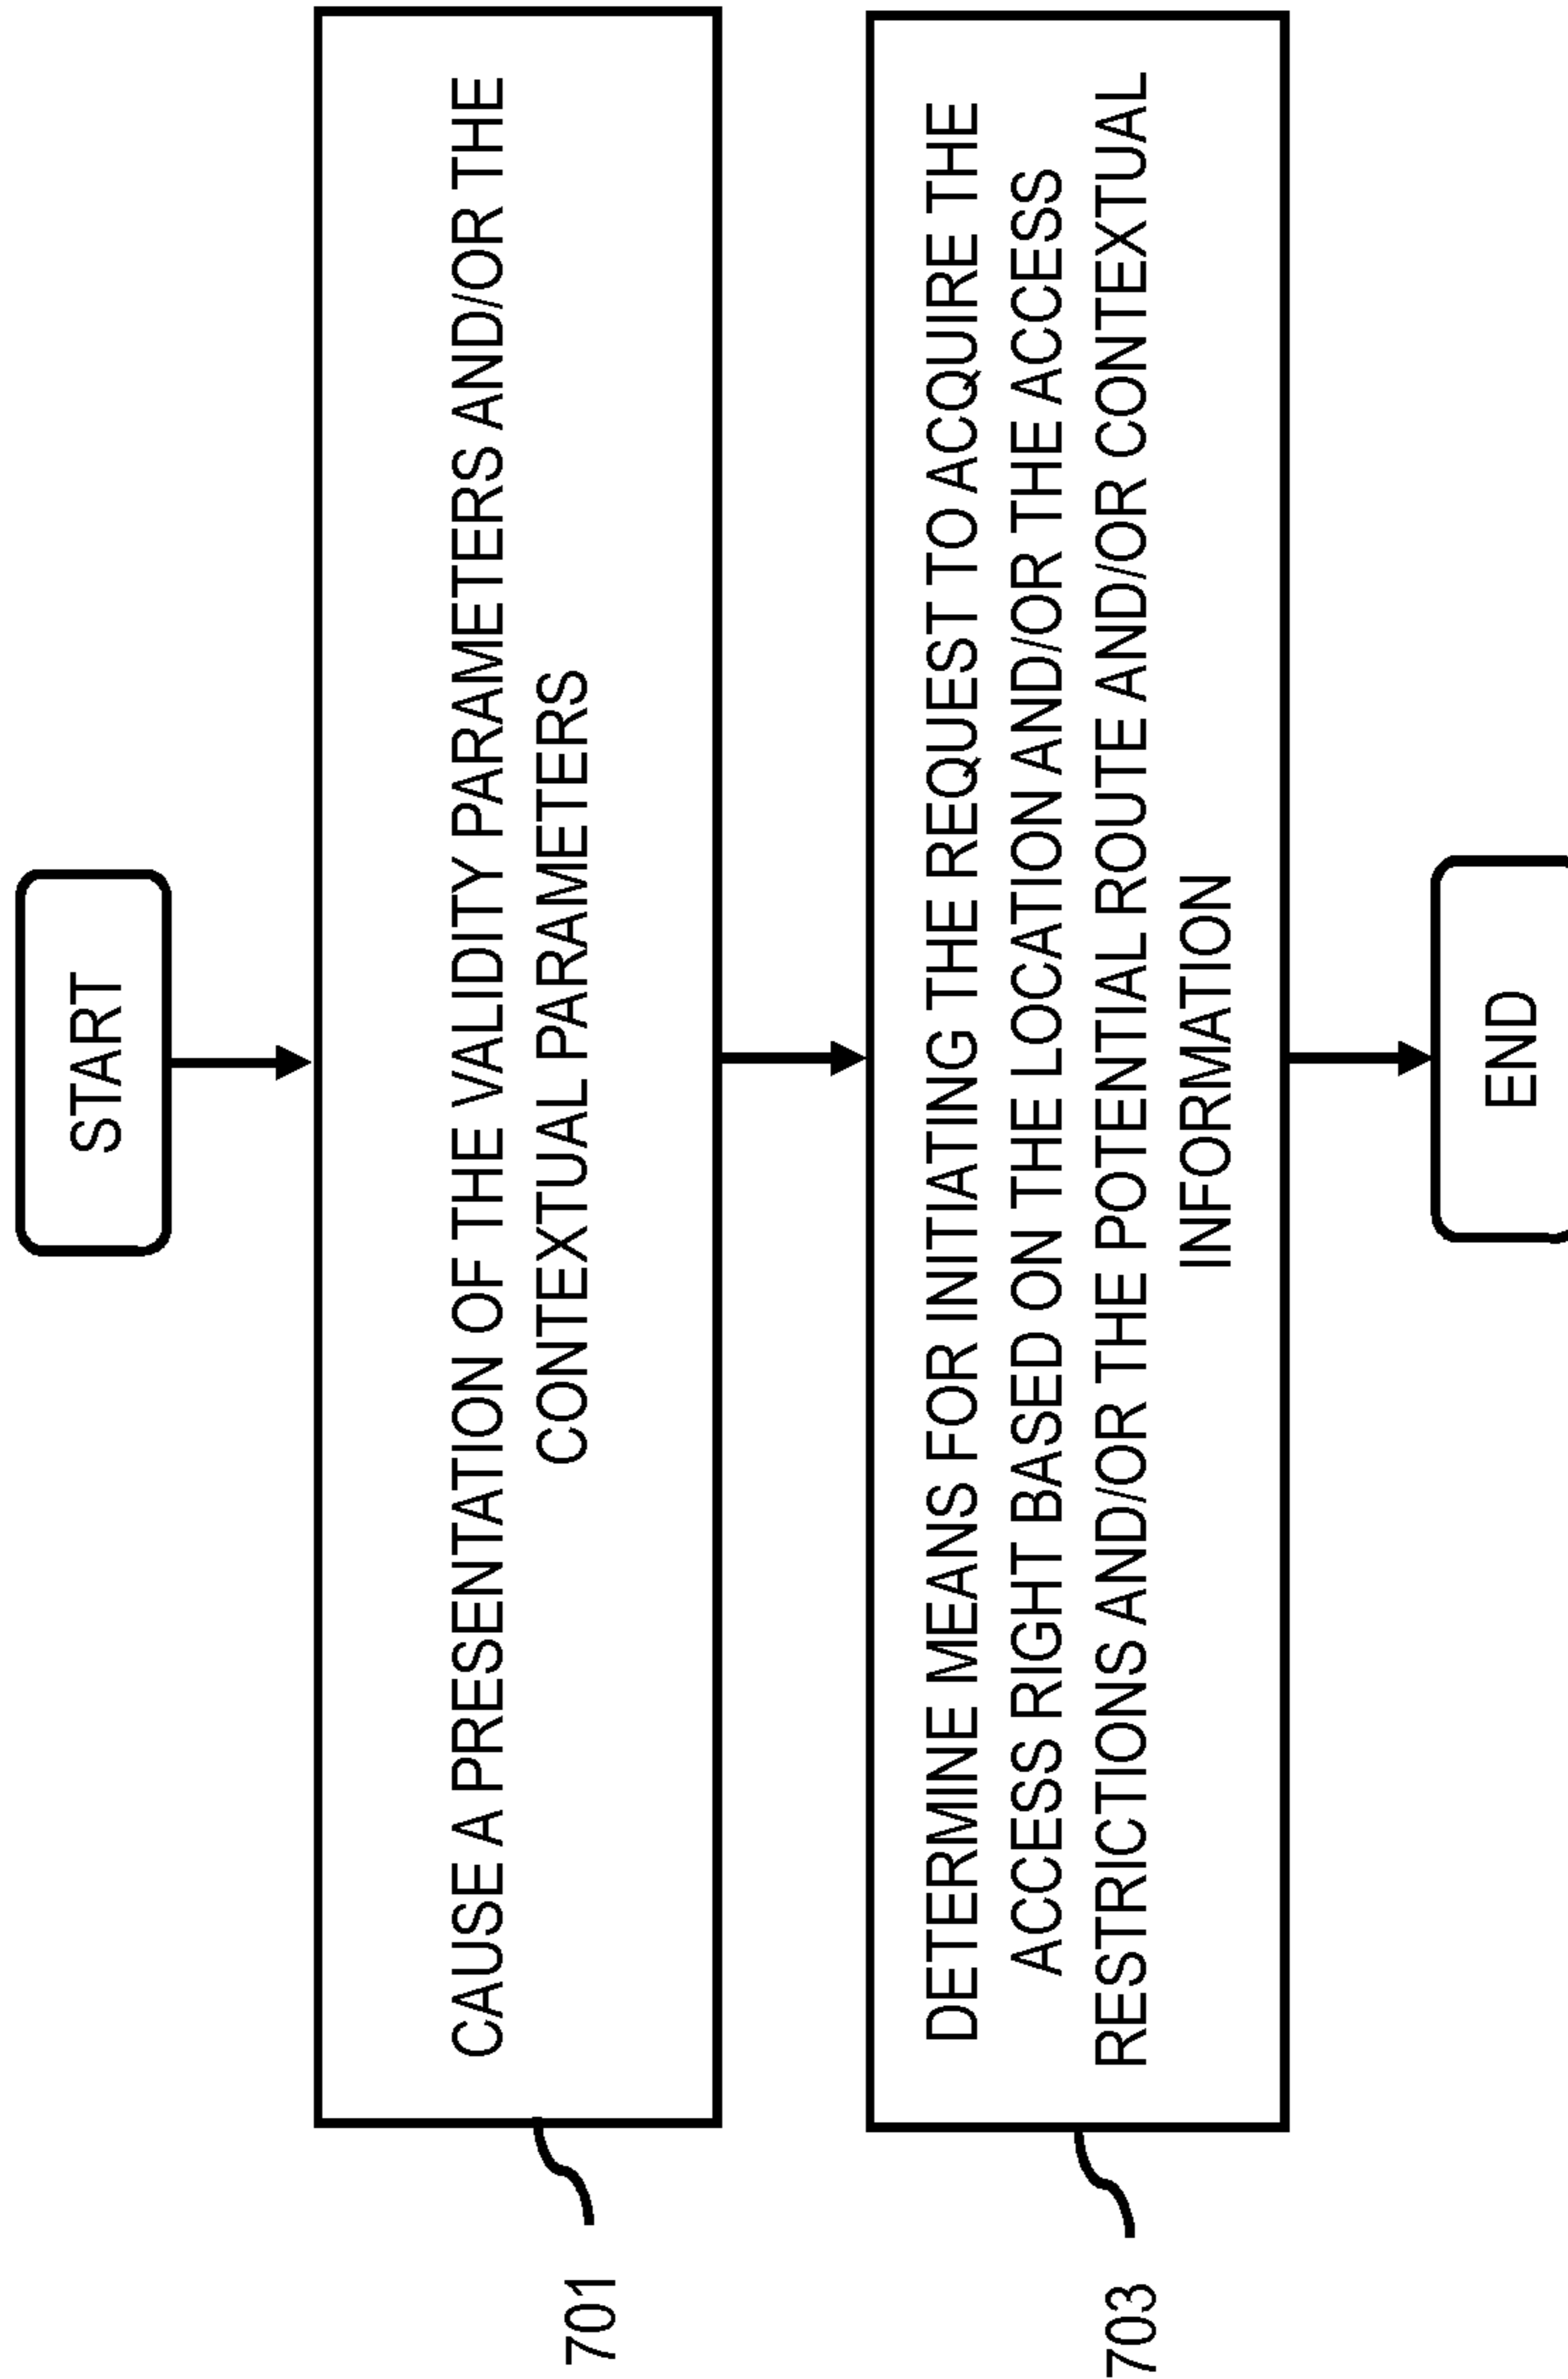 START
CAUSE A PRESENTATION OF THE VALIDITY PARAMETERS AND/OR THE
CONTEXTUAL PARAMETERS
701
DETERMINE MEANS FOR INITIATING THE REQUEST TO ACQUIRE THE
ACCESS RIGHT BASED ON THE LOCATION AND/OR THE ACCESS
RESTRICTIONS AND/OR THE POTENTIAL ROUTE AND/OR CONTEXTUAL
INFORMATION
703
END